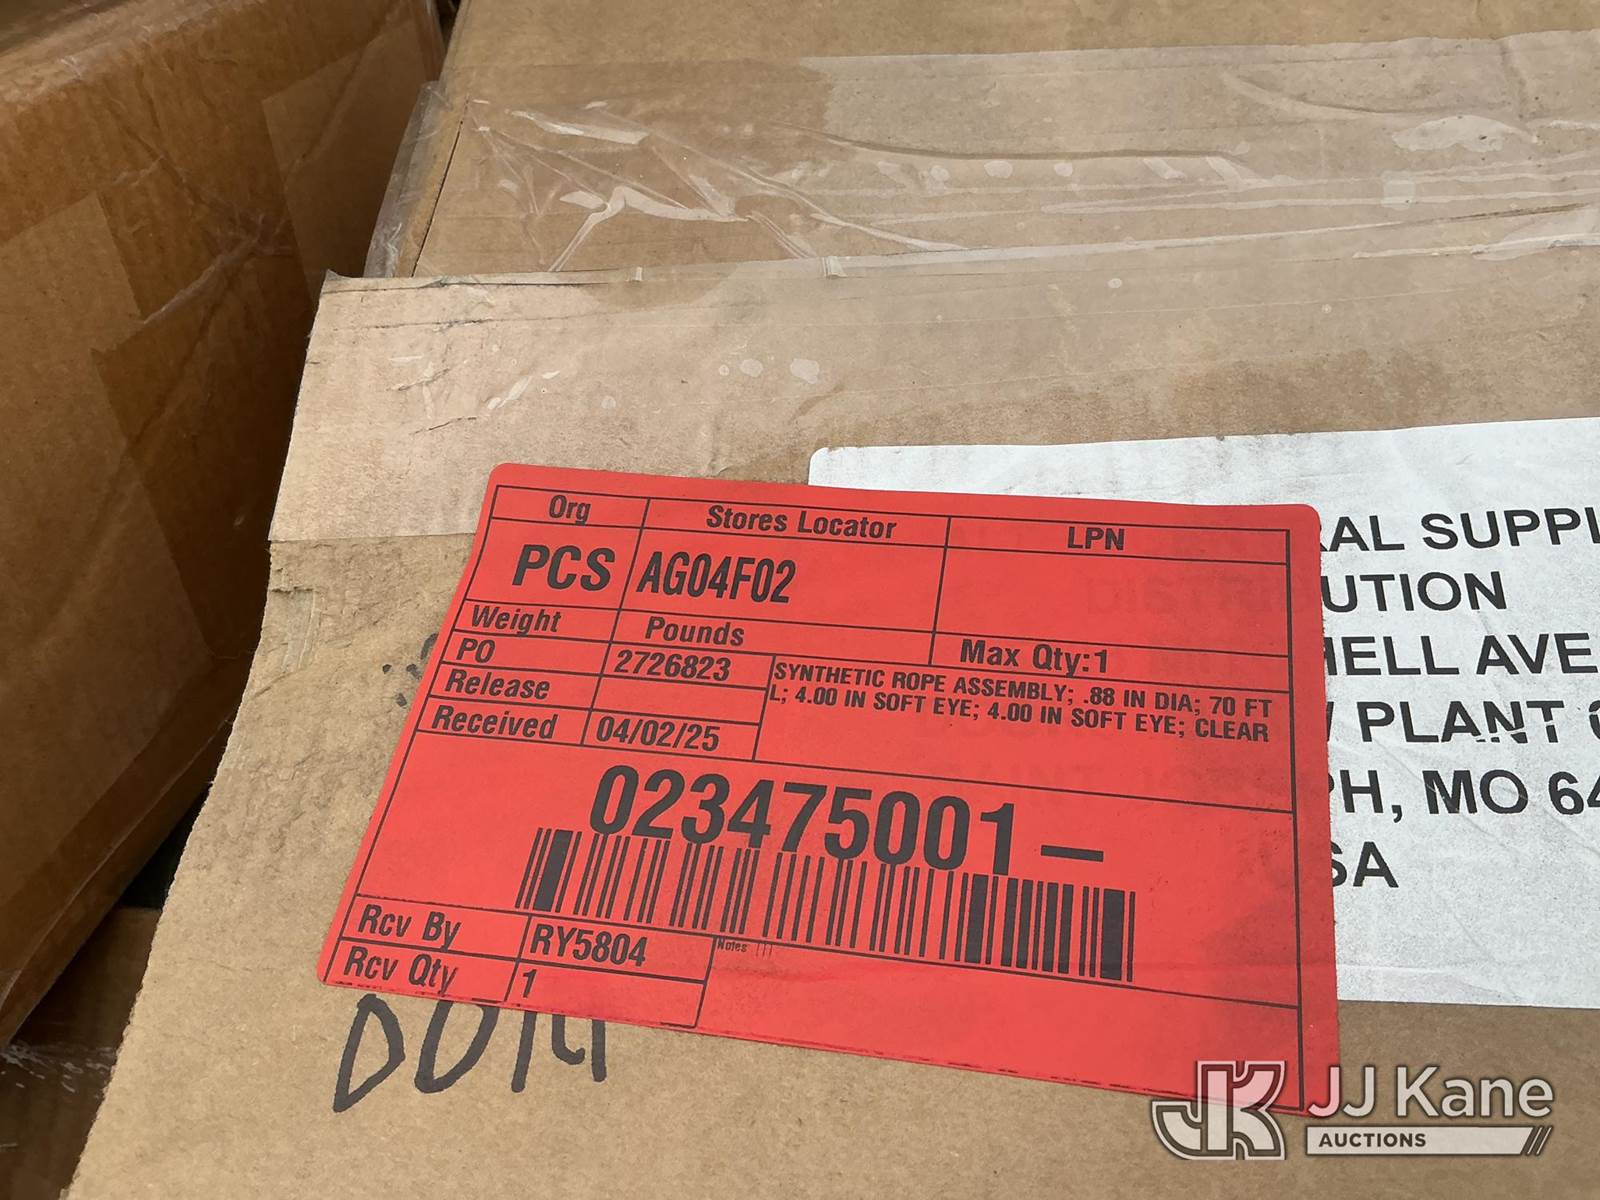 Org Stores Locator LPN
PCS AG04F02
Weight Pounds Max Qty:1
PO 2726823
SYNTHETIC ROPE ASSEMBLY; .88 IN DIA; 70 FT
L; 4.00 IN SOFT EYE; 4.00 IN SOFT EYE; CLEAR
Release
Received 04/02/25
023475001-
Rcv By RY5804
Notes
Rcv Qty 1
RAL SUPPL
UTION
HELL AVE
PLANT
PH, MO 64
SA
JJ Kane
AUCTIONS